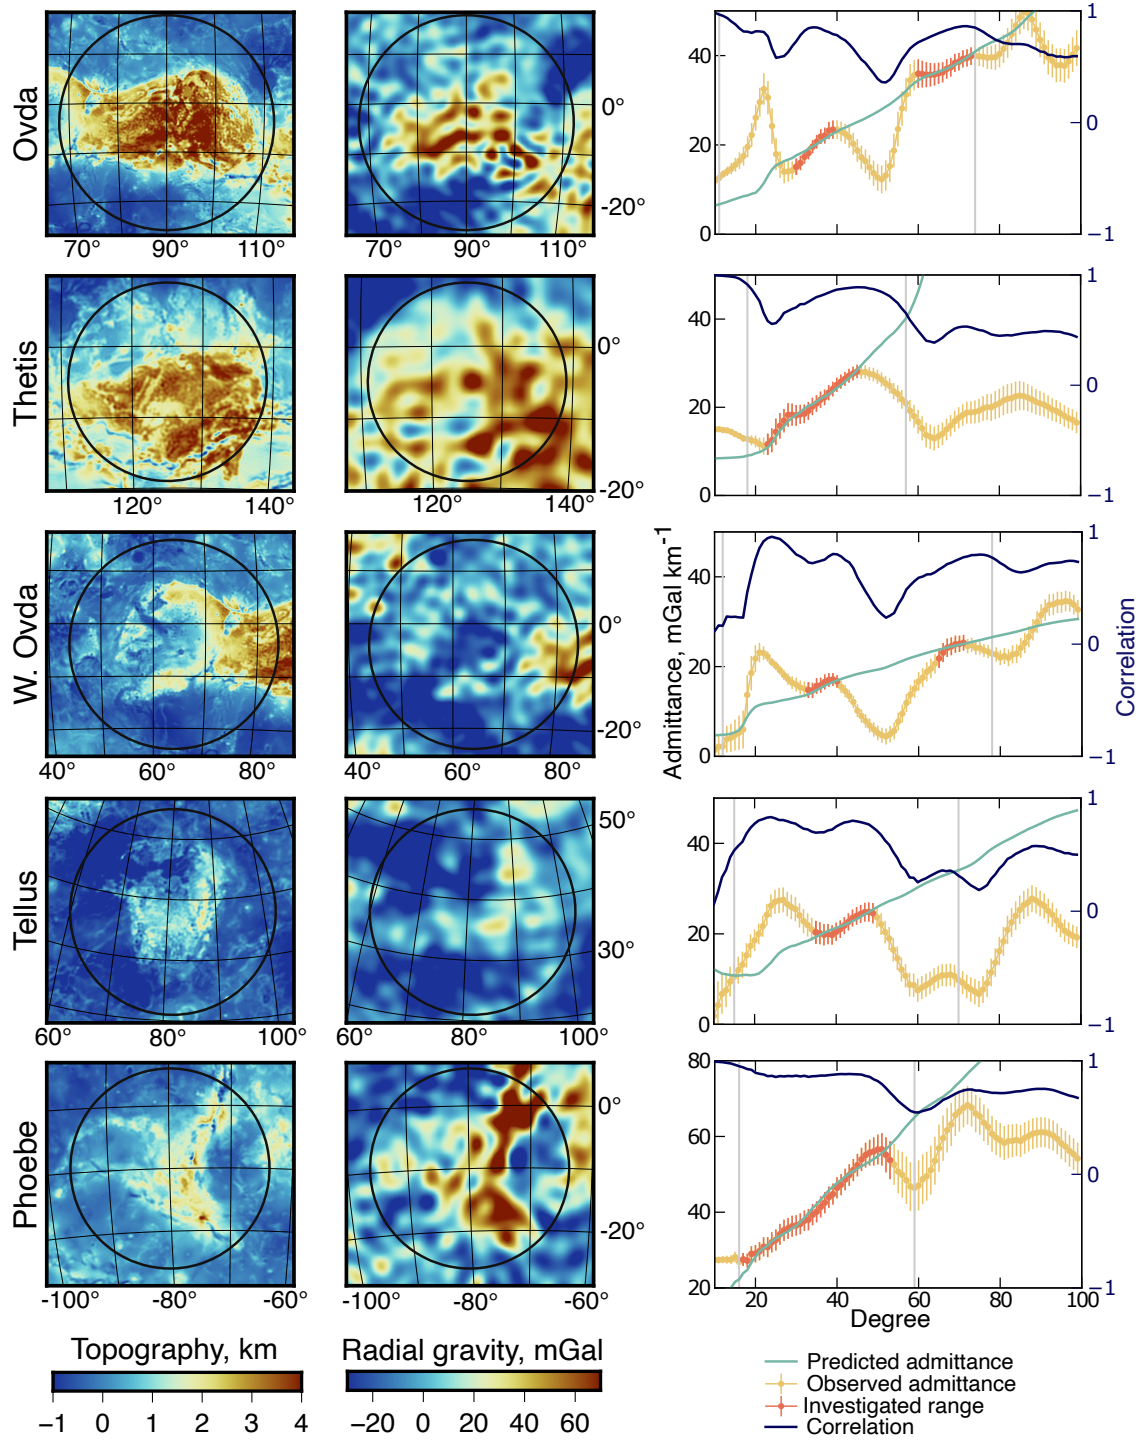 Ovda
0°
-20°
70° 90° 110°
70° 90° 110°
40
20
0
1
0
−1
Thetis
0°
-20°
120° 140°
120° 140°
40
20
0
1
0
−1
W. Ovda
0°
-20°
40° 60° 80°
40° 60° 80°
40
20
0
1
0
−1
Admittance, mGal km-1
Correlation
Tellus
50°
30°
60° 80° 100°
60° 80° 100°
40
20
0
1
0
−1
Phoebe
0°
-20°
-100° -80° -60°
-100° -80° -60°
80
60
40
20
1
0
−1
20 40 60 80 100
Degree
Topography, km
−1 0 1 2 3 4
Radial gravity, mGal
−20 0 20 40 60
Predicted admittance
Observed admittance
Investigated range
Correlation